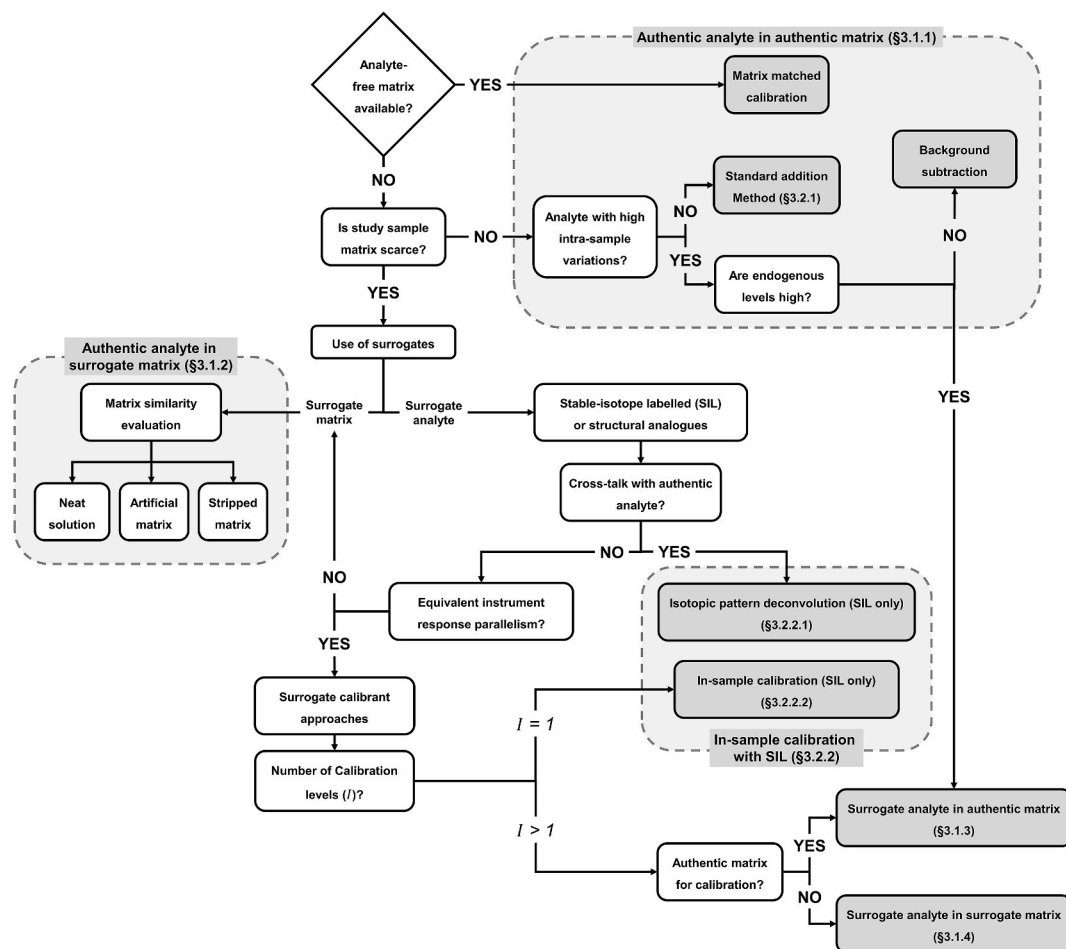 Authentic analyte in authentic matrix (§3.1.1)
Analyte-
free matrix
available?
YES
Matrix matched
calibration
Background
subtraction
NO
Standard addition
Method (§3.2.1)
Is study sample
matrix scarce?
NO
Analyte with high
intra-sample
variations?
NO
YES
NO
Are endogenous
levels high?
YES
Use of surrogates
Authentic analyte in
surrogate matrix (§3.1.2)
Matrix similarity
evaluation
Surrogate
matrix
Surrogate
analyte
Stable-isotope labelled (SIL)
or structural analogues
YES
Neat
solution
Artificial
matrix
Stripped
matrix
Cross-talk with authentic
analyte?
NO
YES
NO
Equivalent instrument
response parallelism?
Isotopic pattern deconvolution (SIL only)
(§3.2.2.1)
YES
In-sample calibration (SIL only)
(§3.2.2.2)
Surrogate calibrant
approaches
I = 1
In-sample calibration
with SIL (§3.2.2)
Number of Calibration
levels (I)?
I > 1
Surrogate analyte in authentic matrix
(§3.1.3)
YES
Authentic matrix
for calibration?
NO
Surrogate analyte in surrogate matrix
(§3.1.4)